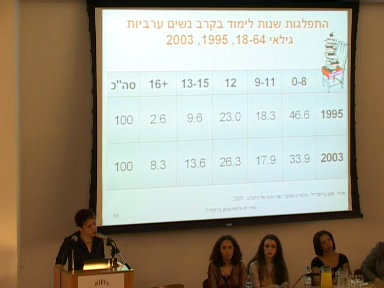 התפלגות שנות לימוד בקרב נשים ערביות
גילאי 18-64, 1995, 2003
0-8 9-11 12 13-15 16+ סה"כ
1995 46.6 18.3 23.0 9.6 2.6 100
2003 33.9 17.9 26.3 13.6 8.3 100